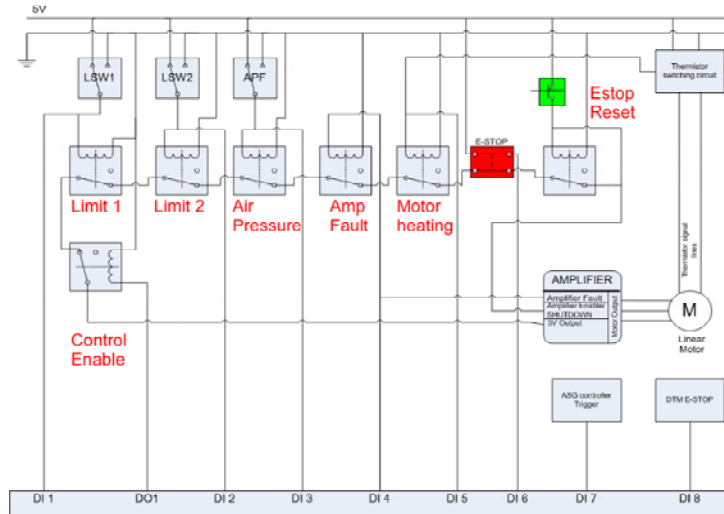 5V
LSW1
LSW2
APF
Thermistor
switching circuit
Estop
Reset
E-STOP
Limit 1
Limit 2
Air
Pressure
Amp
Fault
Motor
heating
Thermistor signal
lines
AMPLIFIER
Amplifier Fault
Amplifier Enable
SHUTDOWN
5V Output
Motor Output
M
Linear
Motor
Control
Enable
ASG controller
Trigger
DTM E-STOP
DI 1
DO1
DI 2
DI 3
DI 4
DI 5
DI 6
DI 7
DI 8